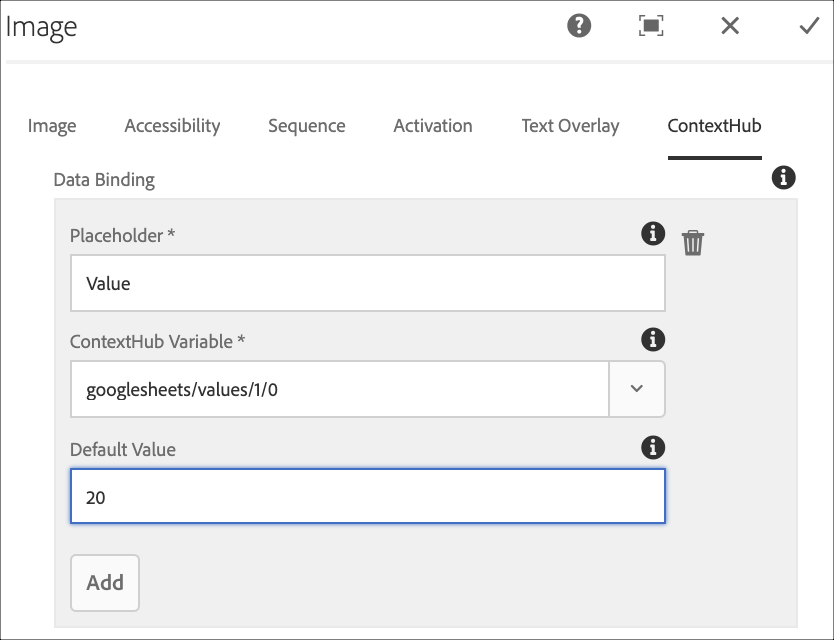 Image
Image Accessibility Sequence Activation Text Overlay ContextHub
Data Binding
Placeholder *
Value
ContextHub Variable *
googlesheets/values/1/0
Default Value
20
Add